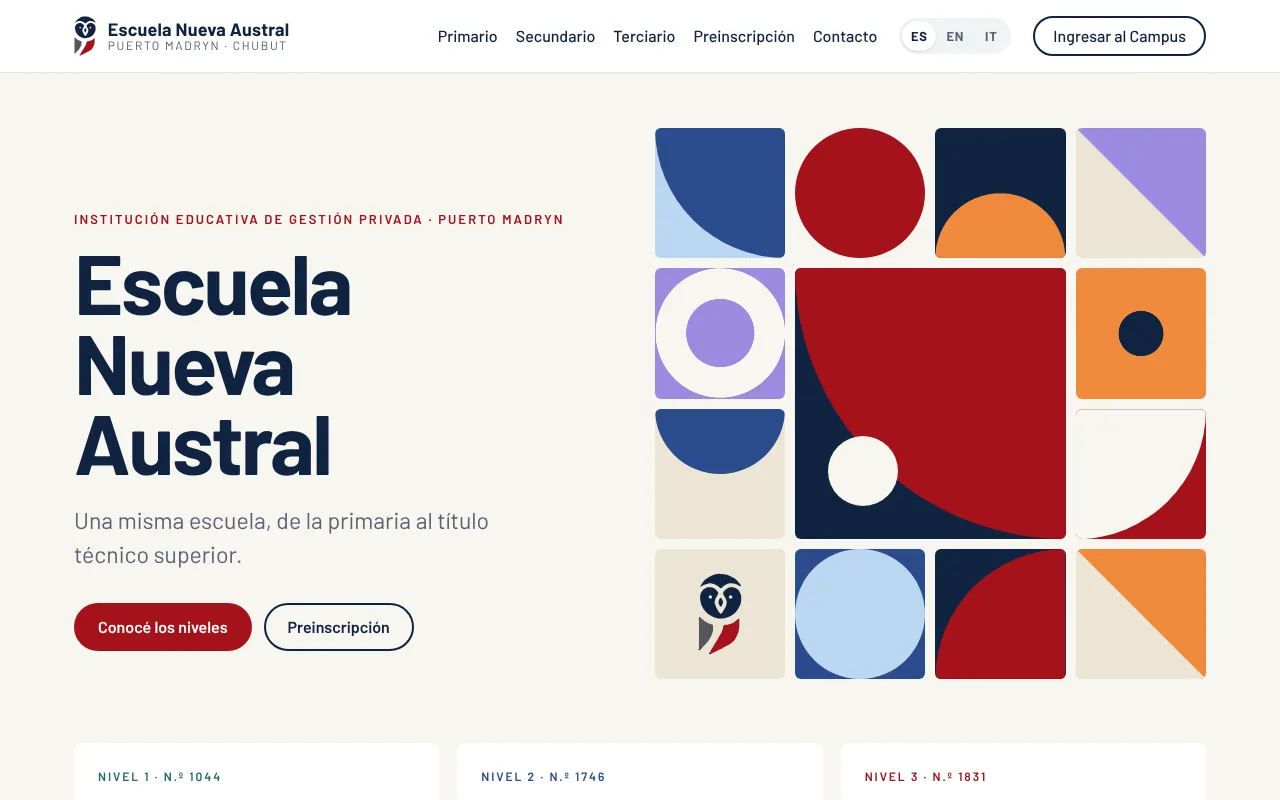 Escuela Nueva Austral
PUERTO MADRYN · CHUBUT
Primario
Secundario
Terciario
Preinscripción
Contacto
ES
EN
IT
Ingresar al Campus
INSTITUCIÓN EDUCATIVA DE GESTIÓN PRIVADA · PUERTO MADRYN
Escuela
Nueva
Austral
Una misma escuela, de la primaria al título
técnico superior.
Conocé los niveles
Preinscripción
NIVEL 1 · N.º 1044
NIVEL 2 · N.º 1746
NIVEL 3 · N.º 1831